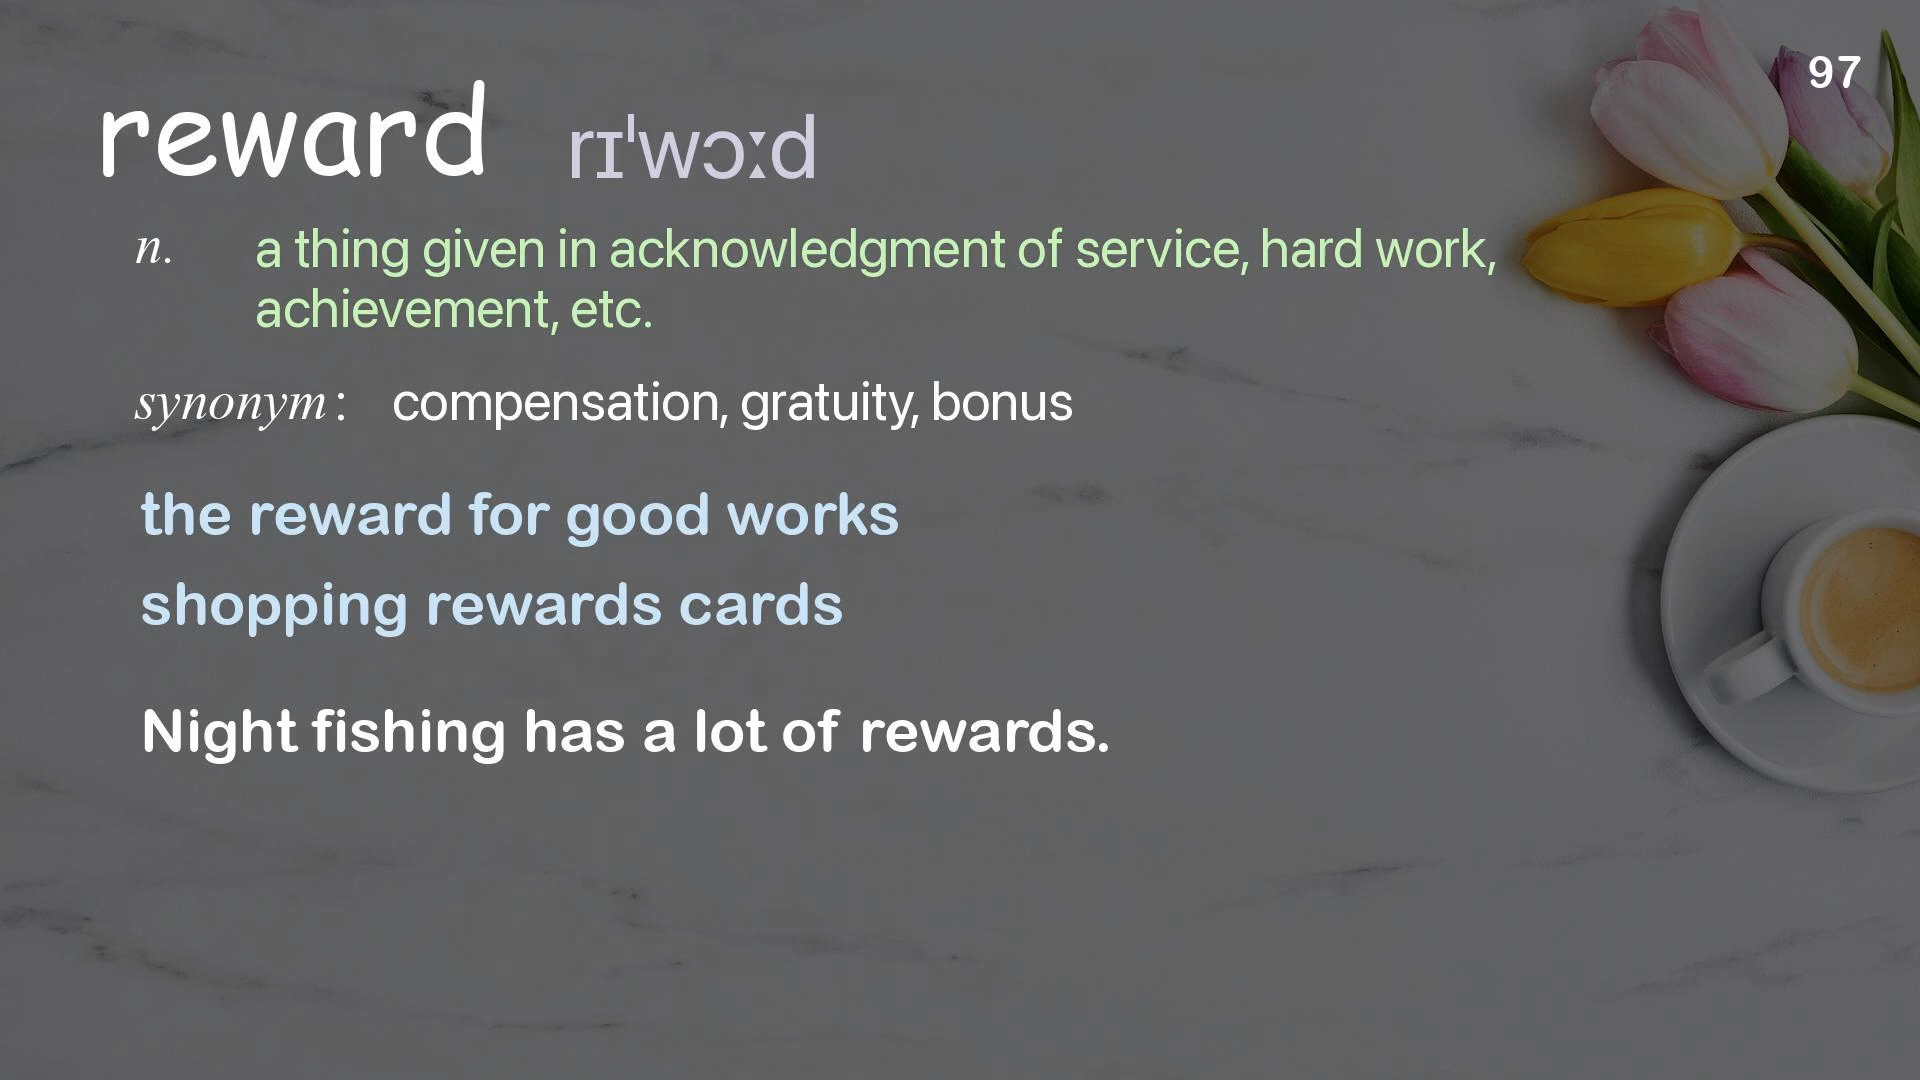 97
reward rɪˈwɔːd
n. a thing given in acknowledgment of service, hard work,
achievement, etc.
synonym: compensation, gratuity, bonus
the reward for good works
shopping rewards cards
Night fishing has a lot of rewards.